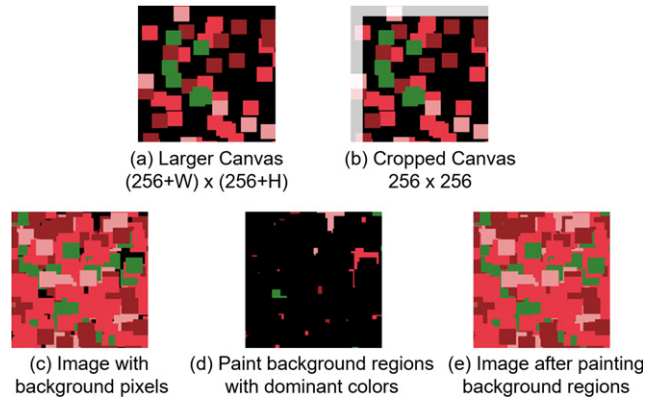 (a) Larger Canvas
(256+W) x (256+H)
(b) Cropped Canvas
256 x 256
(c) Image with
background pixels
(d) Paint background regions
with dominant colors
(e) Image after painting
background regions